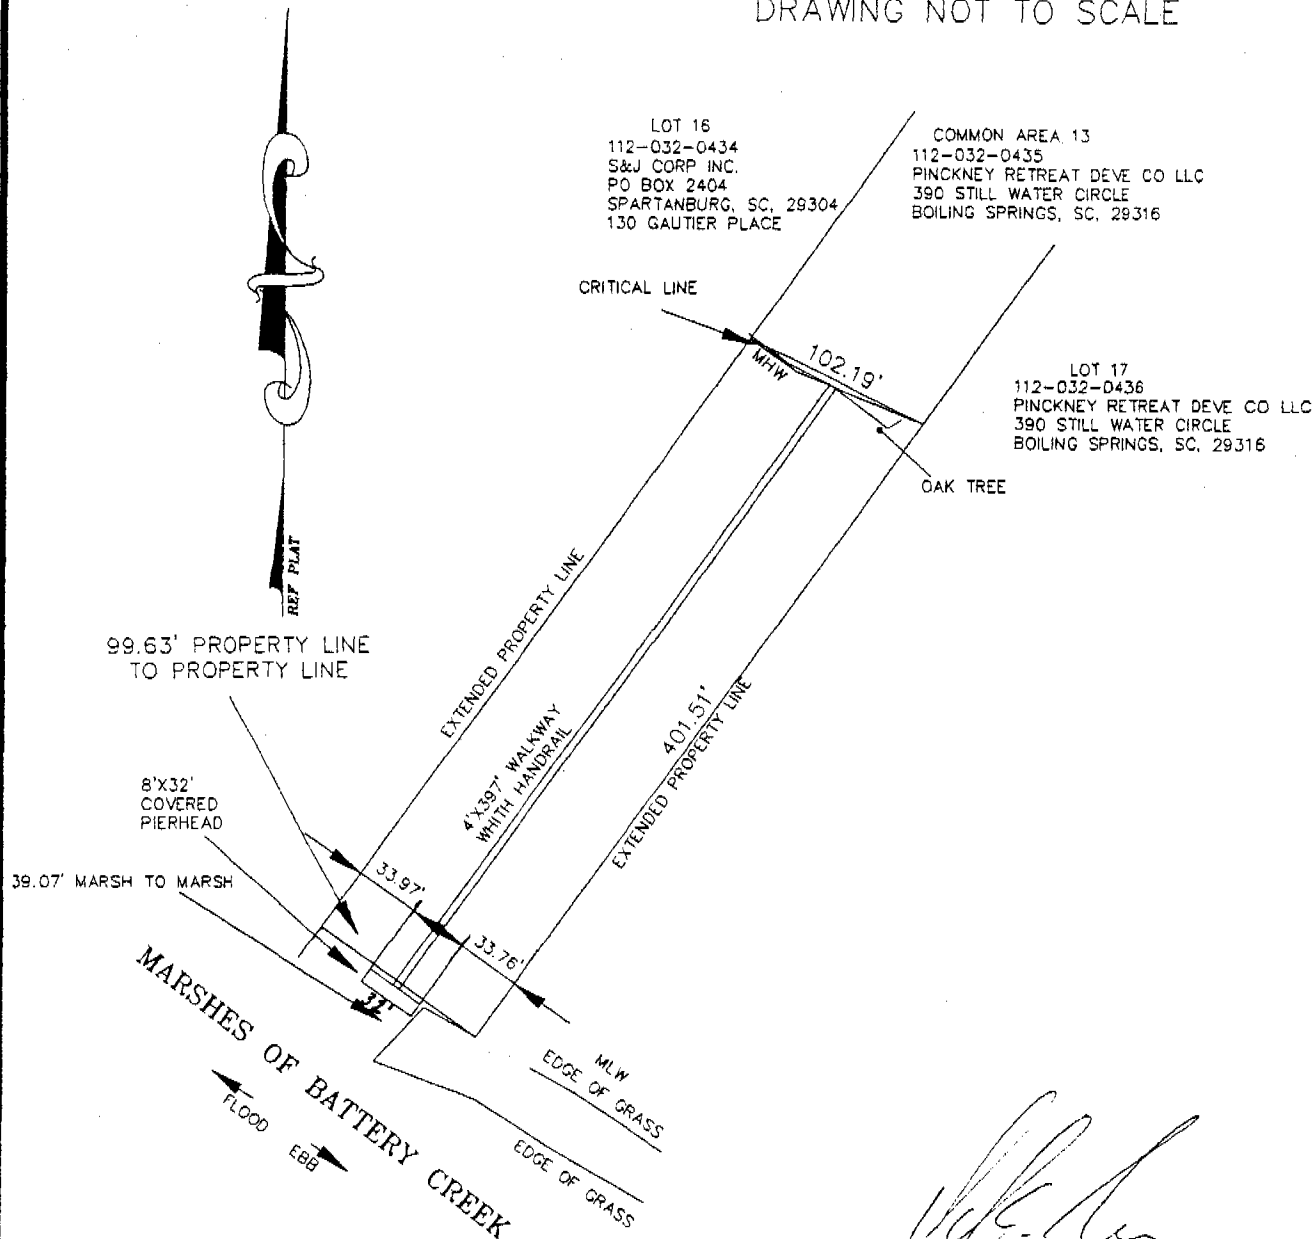 DRAWING NOT TO SCALE
LOT 16
112-032-0434
S&J CORP INC.
PO BOX 2404
SPARTANBURG, SC, 29304
130 GAUTIER PLACE
COMMON AREA 13
112-032-0435
PINCKNEY RETREAT DEVE CO LLC
390 STILL WATER CIRCLE
BOILING SPRINGS, SC, 29316
CRITICAL LINE
MHW
102.19'
LOT 17
112-032-0436
PINCKNEY RETREAT DEVE CO LLC
390 STILL WATER CIRCLE
BOILING SPRINGS, SC, 29316
OAK TREE
REF PLAT
EXTENDED PROPERTY LINE
99.63' PROPERTY LINE
TO PROPERTY LINE
4'X397' WALKWAY
WHITH HANDRAIL
401.51'
EXTENDED PROPERTY LINE
8'X32'
COVERED
PIERHEAD
39.07' MARSH TO MARSH
33.97'
33.76'
MARSHES OF BATTERY CREEK
FLOOD
EBB
MLW
EDGE OF GRASS
EDGE OF GRASS